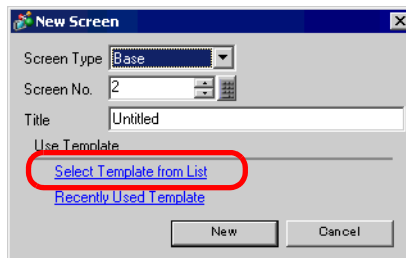 New Screen
Screen Type Base
Screen No. 2
Title Untitled
Use Template
Select Template from List
Recently Used Template
New Cancel